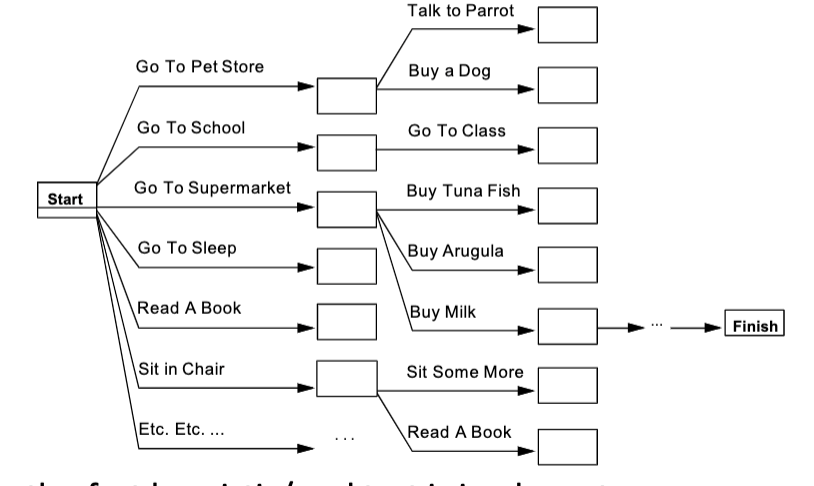 Talk to Parrot
Go To Pet Store
Buy a Dog
Go To School
Go To Class
Go To Supermarket
Buy Tuna Fish
Start
Go To Sleep
Buy Arugula
Read A Book
Buy Milk
...
Finish
Sit in Chair
Sit Some More
Etc. Etc. ...
...
Read A Book